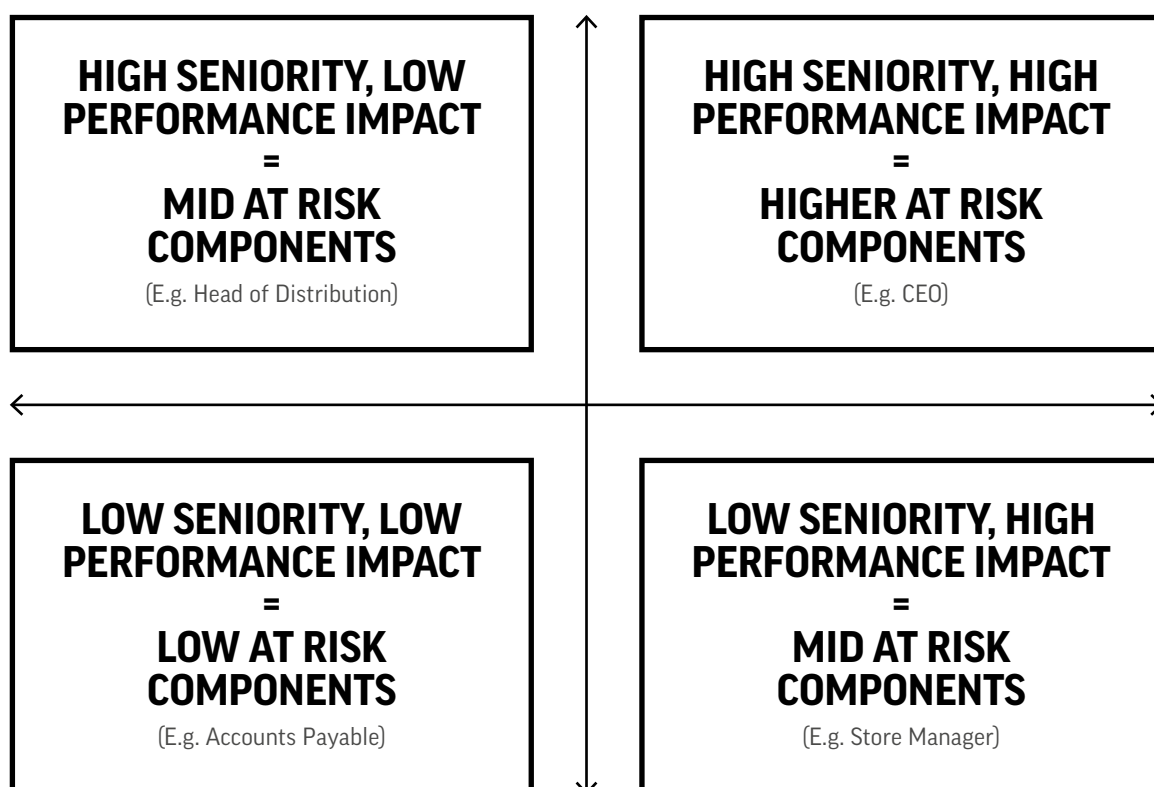 HIGH SENIORITY, LOW
PERFORMANCE IMPACT
=
MID AT RISK
COMPONENTS
(E.g. Head of Distribution)
HIGH SENIORITY, HIGH
PERFORMANCE IMPACT
=
HIGHER AT RISK
COMPONENTS
(E.g. CEO)
LOW SENIORITY, LOW
PERFORMANCE IMPACT
=
LOW AT RISK
COMPONENTS
(E.g. Accounts Payable)
LOW SENIORITY, HIGH
PERFORMANCE IMPACT
=
MID AT RISK
COMPONENTS
(E.g. Store Manager)